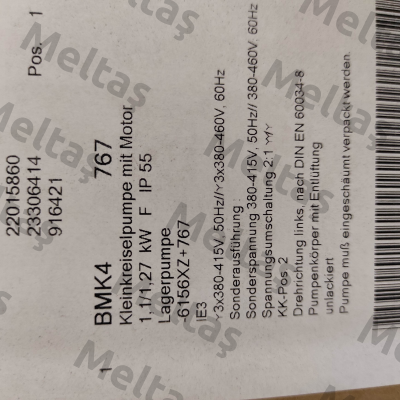 22015860
23306414
916421 Pos. 1
1 BMK4 767
Kleinkreiselpumpe mit Motor
1,1/1,27 kW F IP 55
Lagerpumpe
-6156XZ+767
IE3
Y3x380-415V, 50Hz//Y3x380-460V, 60Hz
Sonderausführung:
Sonderspannung 380-415V, 50Hz// 380-460V, 60Hz
Spannungsumschaltung 2:1 YY/Y
KK-Pos. 2
Drehrichtung links, nach DIN EN 60034-8
Pumpenkörper mit Entlüftung
unlackiert
Pumpe muß eingeschäumt verpackt werden.
Meltaş
Meltaş
Meltaş
Meltaş
Meltaş